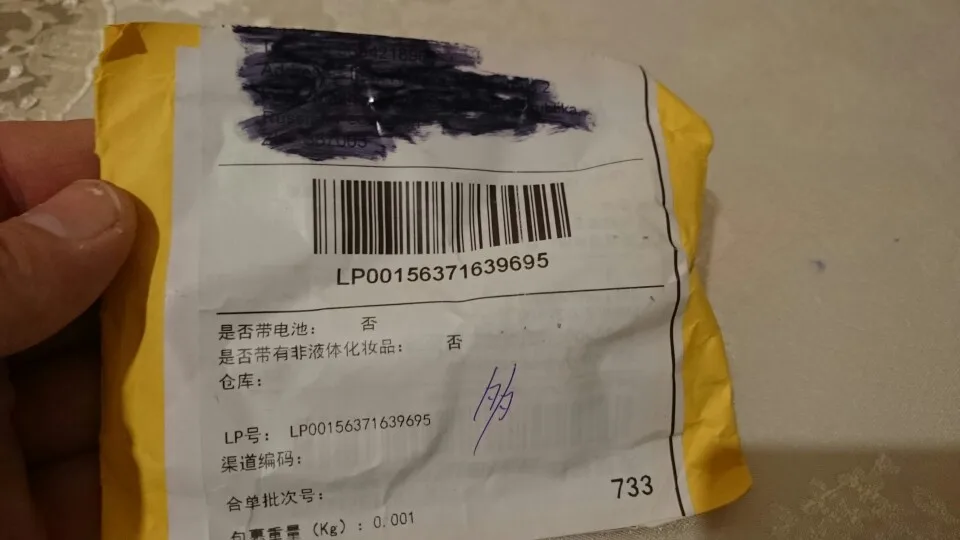 LP00156371639695
是否带电池： 否
是否带有非液体化妆品： 否
仓库：
多
LP号： LP00156371639695
渠道编码：
合单批次号：
733
包裹重量 (Kg) : 0.001